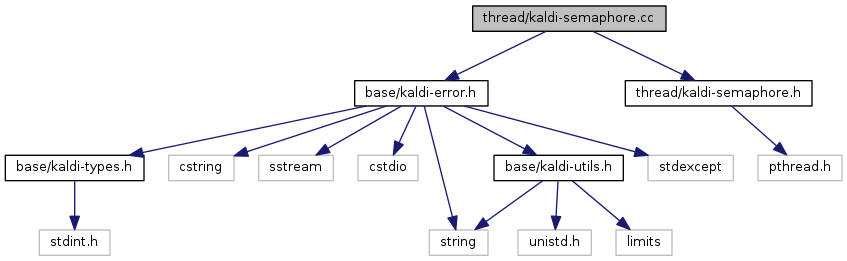 thread/kaldi-semaphore.cc
base/kaldi-error.h
thread/kaldi-semaphore.h
base/kaldi-types.h
cstring
sstream
cstdio
base/kaldi-utils.h
stdexcept
pthread.h
stdint.h
string
unistd.h
limits